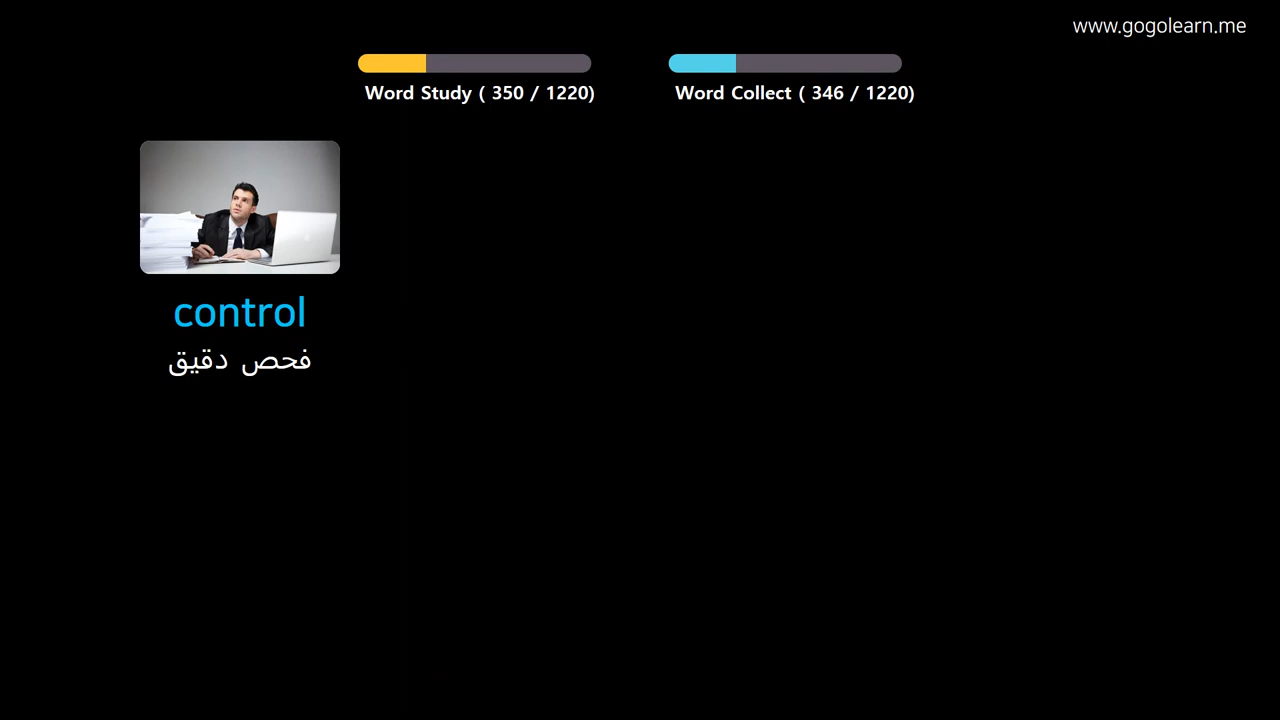 www.gogolearn.me
Word Study ( 350 / 1220)
Word Collect ( 346 / 1220)
control
فحص دقيق